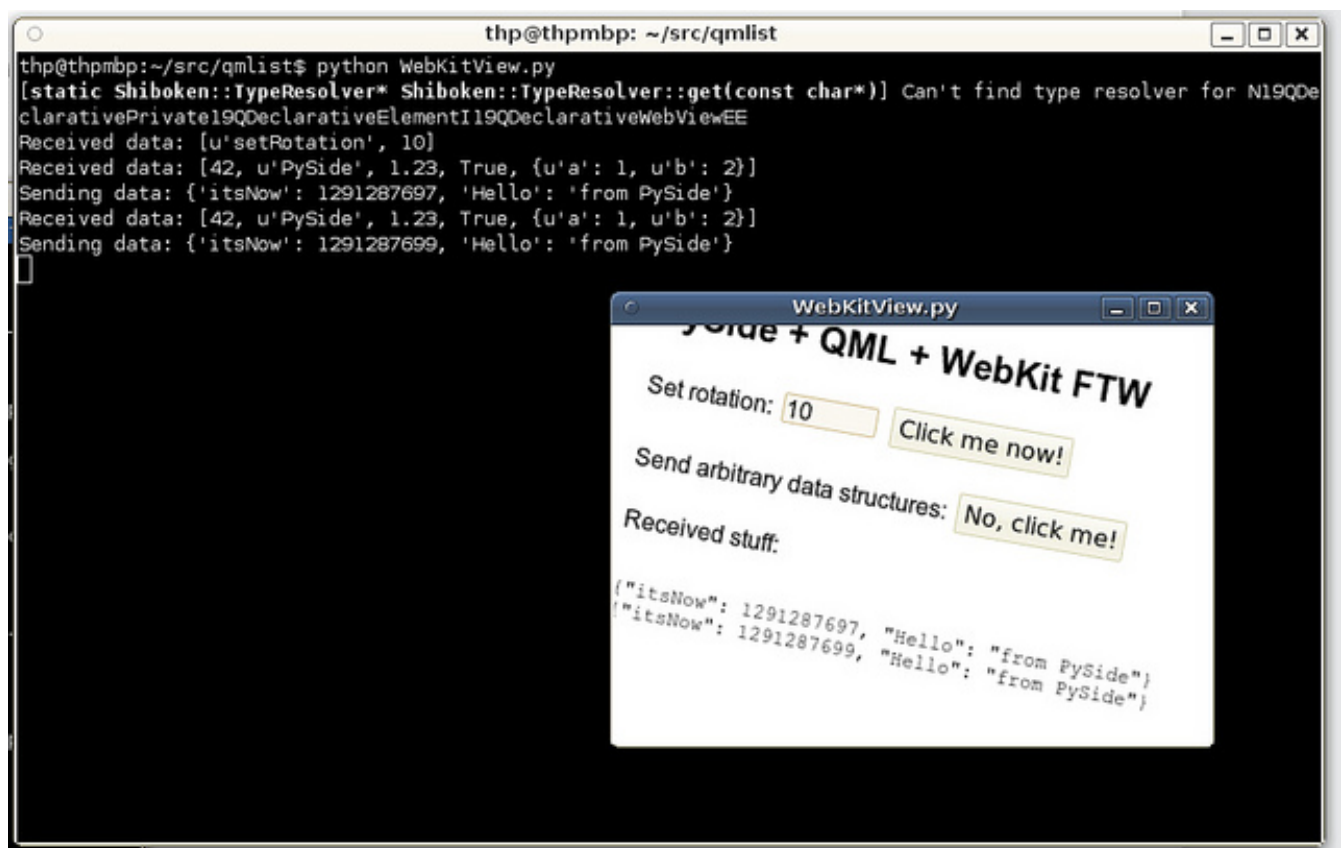 thp@thpmbp: ~/src/qmlist
thp@thpmbp:~/src/qmlist$ python WebKitView.py
[static Shiboken::TypeResolver* Shiboken::TypeResolver::get(const char*)] Can't find type resolver for N19QDe
clarativePrivate19QDeclarativeElementI19QDeclarativeWebViewEE
Received data: [u'setRotation', 10]
Received data: [42, u'PySide', 1.23, True, {u'a': 1, u'b': 2}]
Sending data: {'itsNow': 1291287697, 'Hello': 'from PySide'}
Received data: [42, u'PySide', 1.23, True, {u'a': 1, u'b': 2}]
Sending data: {'itsNow': 1291287699, 'Hello': 'from PySide'}
WebKitView.py
ySide + QML + WebKit FTW
Set rotation: 10 Click me now!
Send arbitrary data structures: No, click me!
Received stuff:
{"itsNow": 1291287697, "Hello": "from PySide"}
{"itsNow": 1291287699, "Hello": "from PySide"}